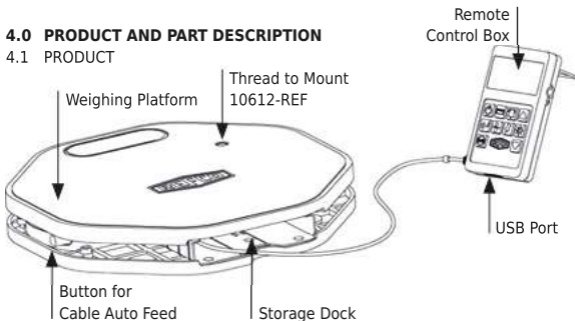 4.0 PRODUCT AND PART DESCRIPTION
4.1 PRODUCT
Remote
Control Box
Thread to Mount
10612-REF
Weighing Platform
USB Port
Button for
Cable Auto Feed
Storage Dock